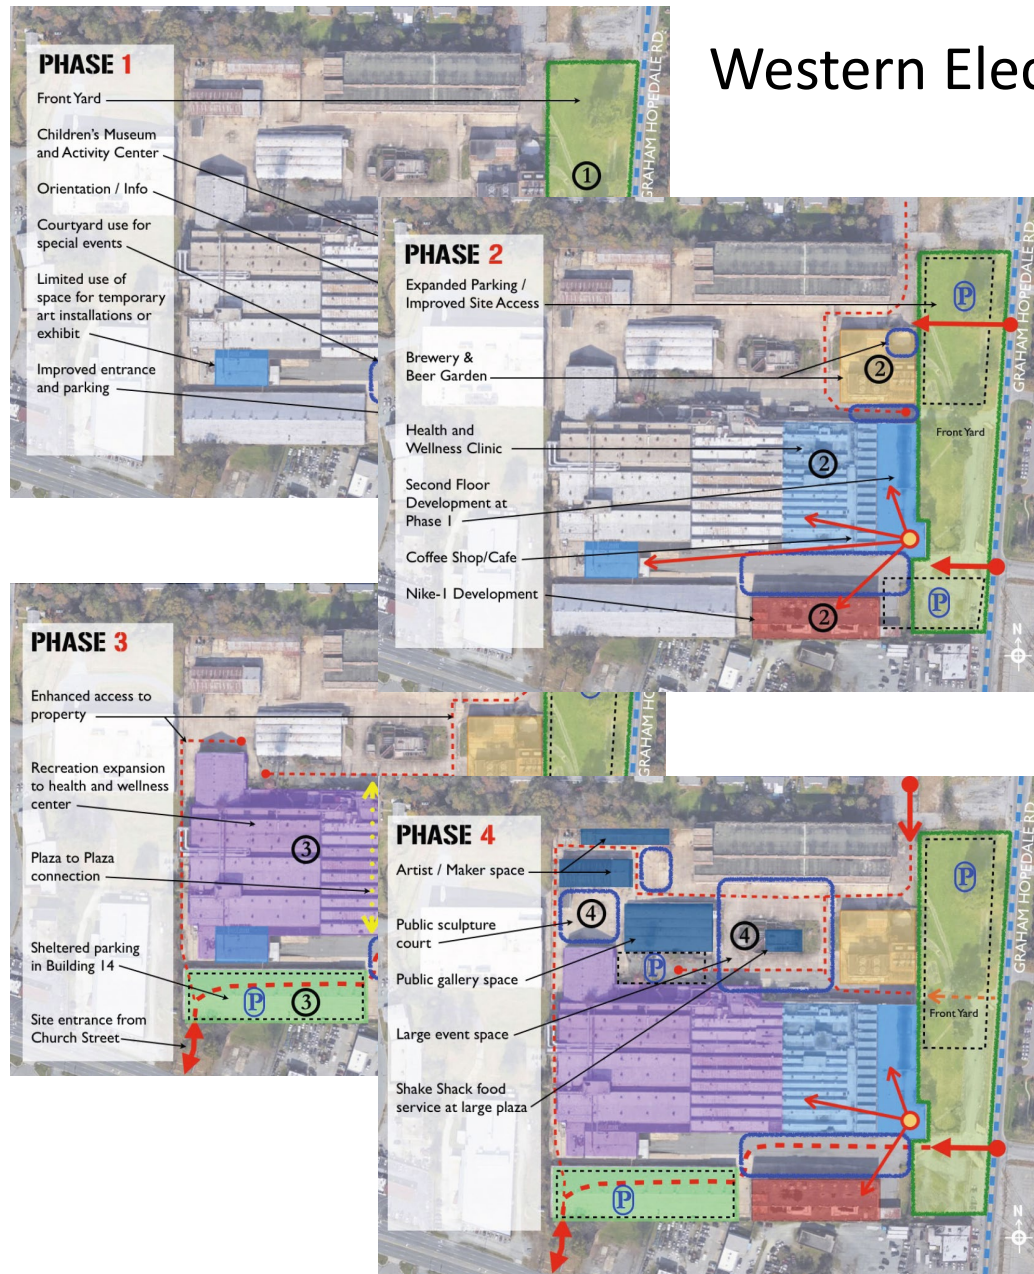 Western Elec
PHASE 1
Front Yard
Children's Museum
and Activity Center
Orientation / Info
Courtyard use for
special events
Limited use of
space for temporary
art installations or
exhibit
Improved entrance
and parking
1
GRAHAM HOPEDALE RD.
PHASE 2
Expanded Parking /
Improved Site Access
Brewery &
Beer Garden
Health and
Wellness Clinic
Second Floor
Development at
Phase 1
Coffee Shop/Cafe
Nike-1 Development
P
2
Front Yard
2
2
P
GRAHAM HOPEDALE RD.
N
PHASE 3
Enhanced access to
property
Recreation expansion
to health and wellness
center
Plaza to Plaza
connection
Sheltered parking
in Building 14
Site entrance from
Church Street
3
P
3
GRAHAM HO
PHASE 4
Artist / Maker space
Public sculpture
court
Public gallery space
Large event space
Shake Shack food
service at large plaza
P
4
4
P
Front Yard
P
GRAHAM HOPEDALE RD.
N